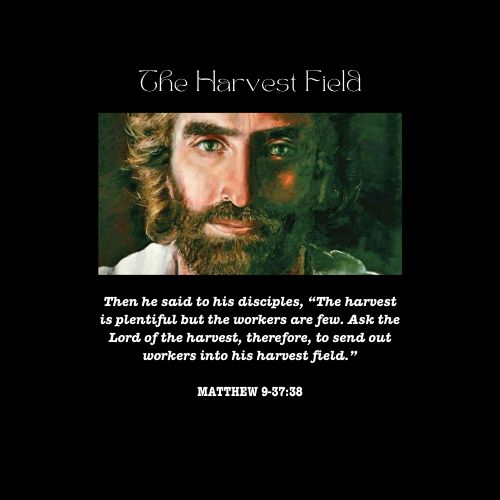 The Harvest Field
Then he said to his disciples, “The harvest
is plentiful but the workers are few. Ask the
Lord of the harvest, therefore, to send out
workers into his harvest field.”
MATTHEW 9-37:38